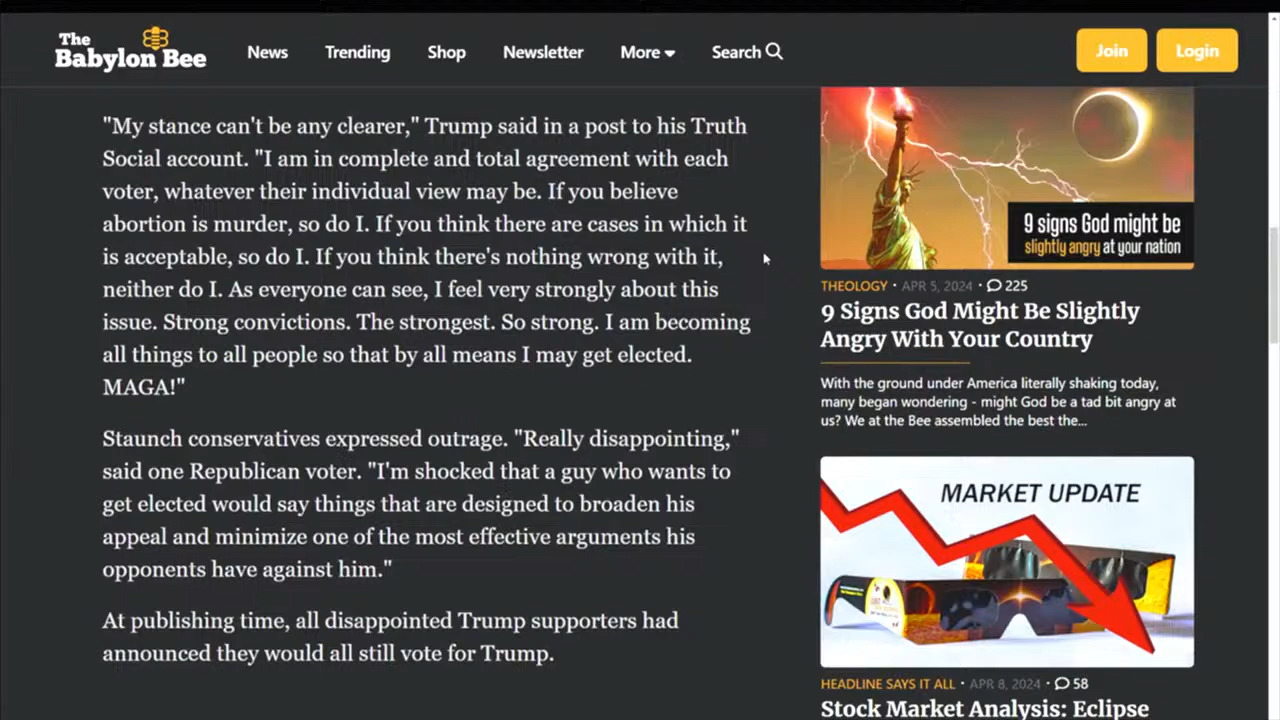 The
Babylon Bee
News
Trending
Shop
Newsletter
More
Search
Join
Login
"My stance can't be any clearer," Trump said in a post to his Truth
Social account. "I am in complete and total agreement with each
voter, whatever their individual view may be. If you believe
abortion is murder, so do I. If you think there are cases in which it
is acceptable, so do I. If you think there's nothing wrong with it,
neither do I. As everyone can see, I feel very strongly about this
issue. Strong convictions. The strongest. So strong. I am becoming
all things to all people so that by all means I may get elected.
MAGA!"
Staunch conservatives expressed outrage. "Really disappointing,"
said one Republican voter. "I'm shocked that a guy who wants to
get elected would say things that are designed to broaden his
appeal and minimize one of the most effective arguments his
opponents have against him."
At publishing time, all disappointed Trump supporters had
announced they would all still vote for Trump.
9 signs God might be
slightly angry at your nation
THEOLOGY · APR 5, 2024 · 225
9 Signs God Might Be Slightly
Angry With Your Country
With the ground under America literally shaking today,
many began wondering - might God be a tad bit angry at
us? We at the Bee assembled the best the...
MARKET UPDATE
HEADLINE SAYS IT ALL · APR 8, 2024 · 58
Stock Market Analysis: Eclipse